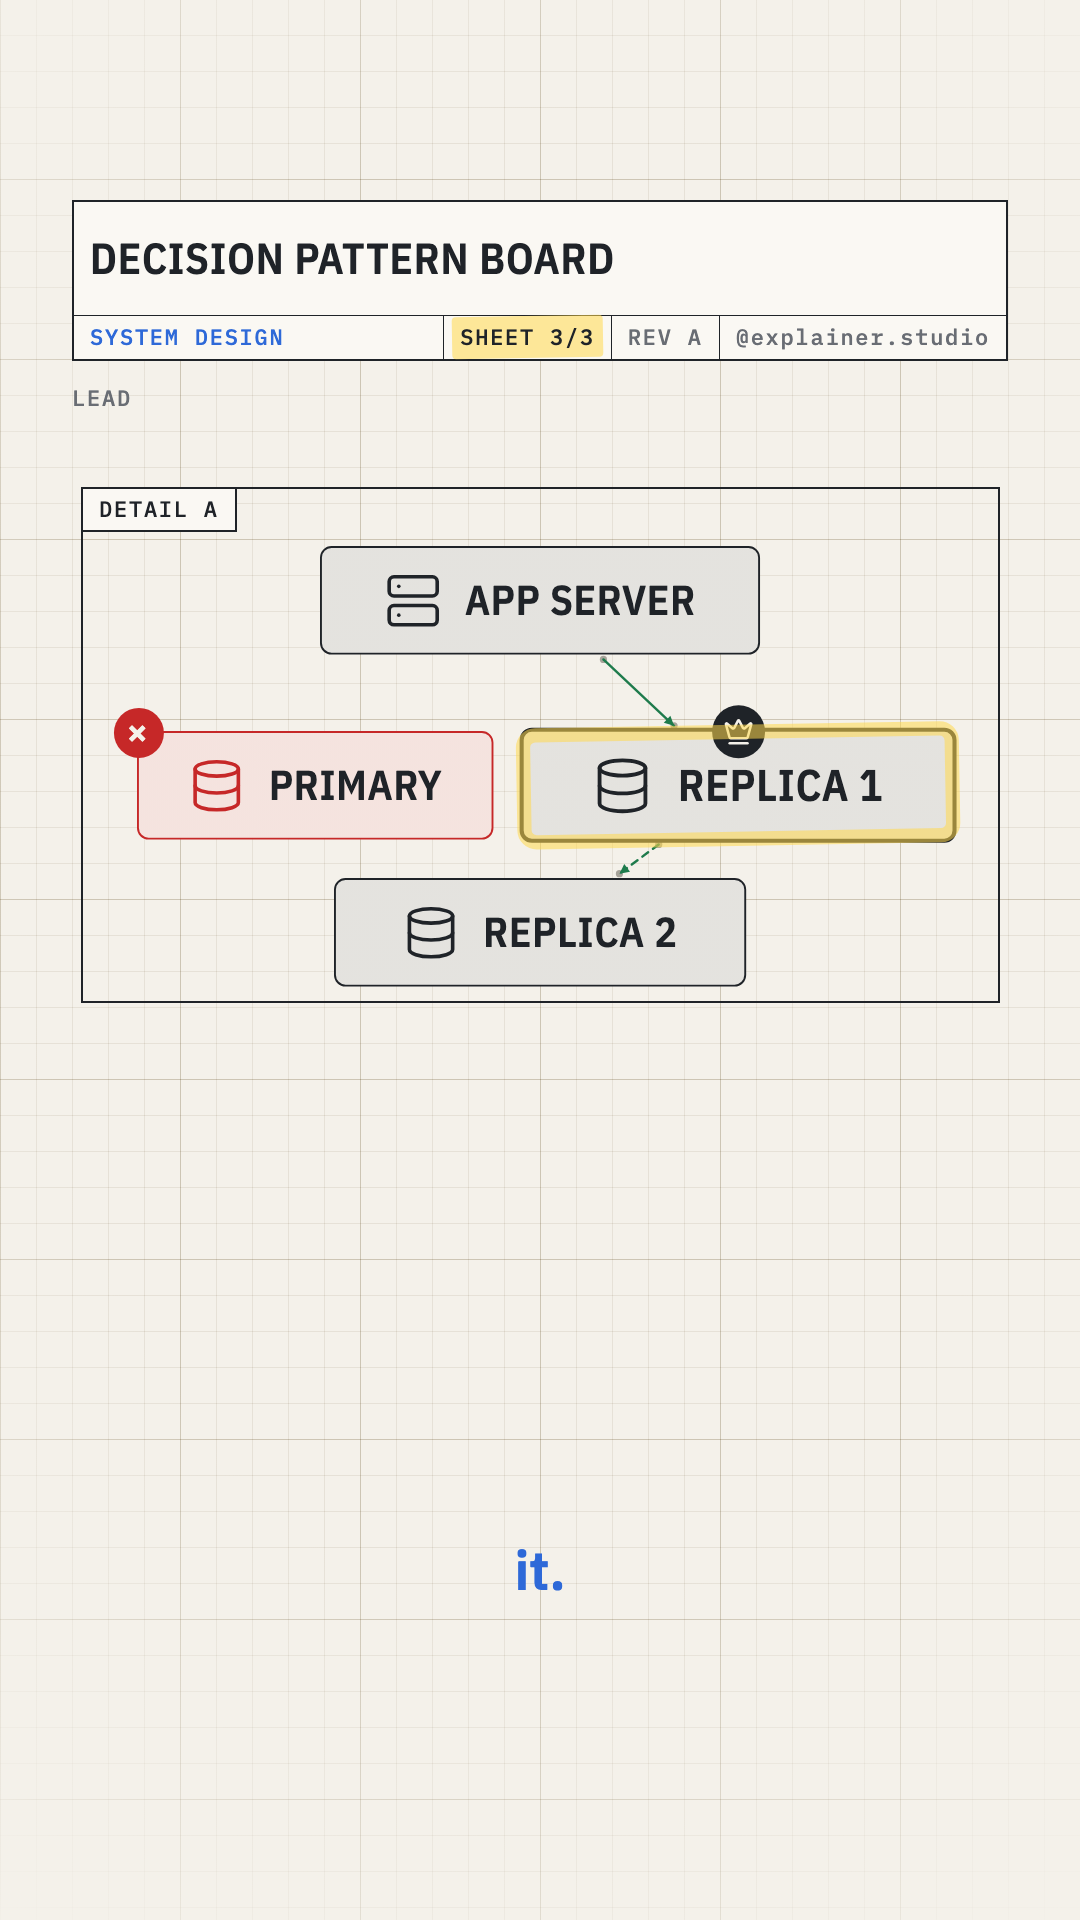 DECISION PATTERN BOARD
SYSTEM DESIGN SHEET 3/3 REV A @explainer.studio
LEAD
DETAIL A
APP SERVER
PRIMARY REPLICA 1
REPLICA 2
it.